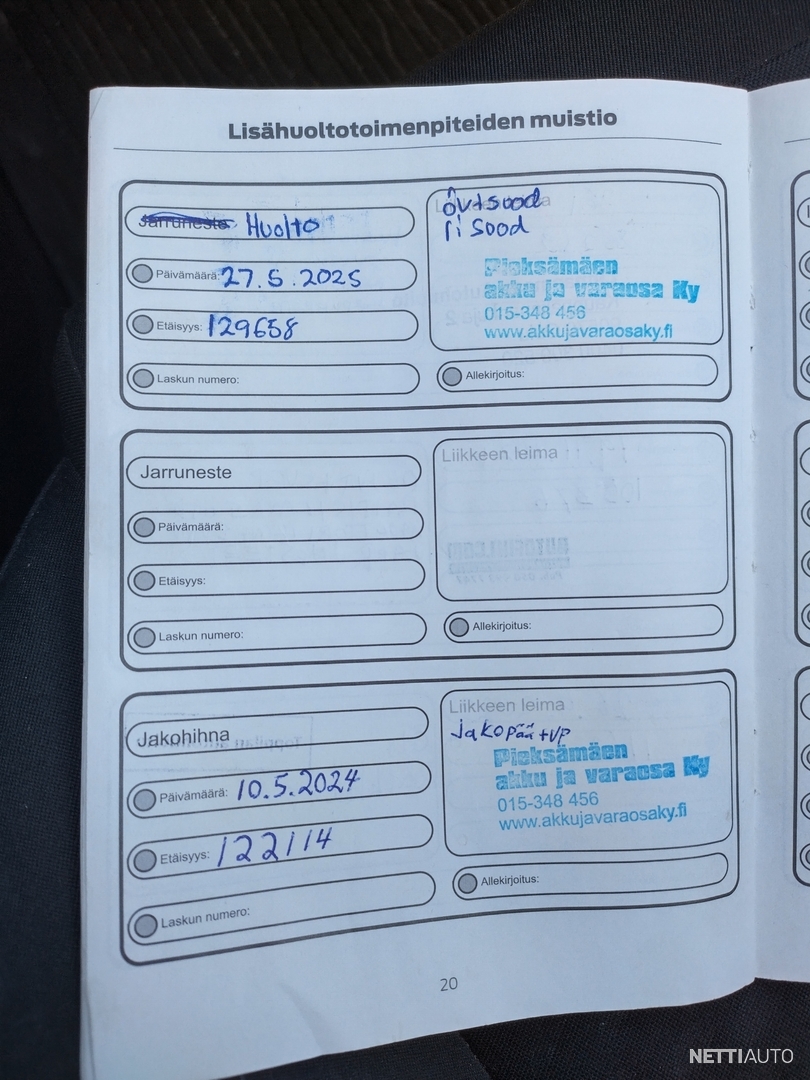 Lisähuoltotoimenpiteiden muistio
Jarruneste Huolto
Päivämäärä: 27.5.2025
Etäisyys: 129658
Laskun numero:
övtsuod
ri suod
Pieksämäen
akku ja varaosa Ky
015-348 456
www.akkujavaraosaky.fi
Allekirjoitus:
Jarruneste
Päivämäärä:
Etäisyys:
Laskun numero:
Liikkeen leima
Allekirjoitus:
Jakohihna
Päivämäärä: 10.5.2024
Etäisyys: 122114
Laskun numero:
Liikkeen leima
Jakopää+VP
Pieksämäen
akku ja varaosa Ky
015-348 456
www.akkujavaraosaky.fi
Allekirjoitus:
20
NETTIAUTO